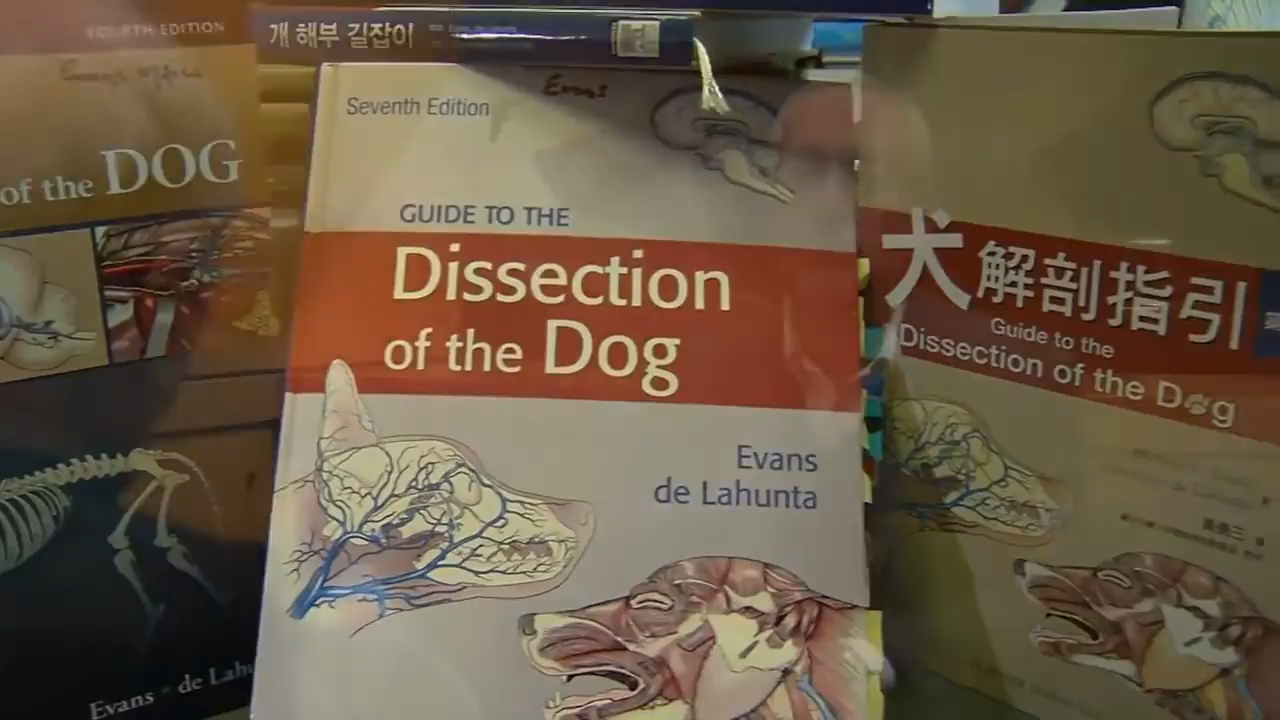 FOURTH EDITION
of the DOG
Evans · de Lah
개 해부 길잡이
Evans
Seventh Edition
GUIDE TO THE
Dissection
of the Dog
Evans
de Lahunta
犬解剖指引
Guide to the
Dissection of the Dog